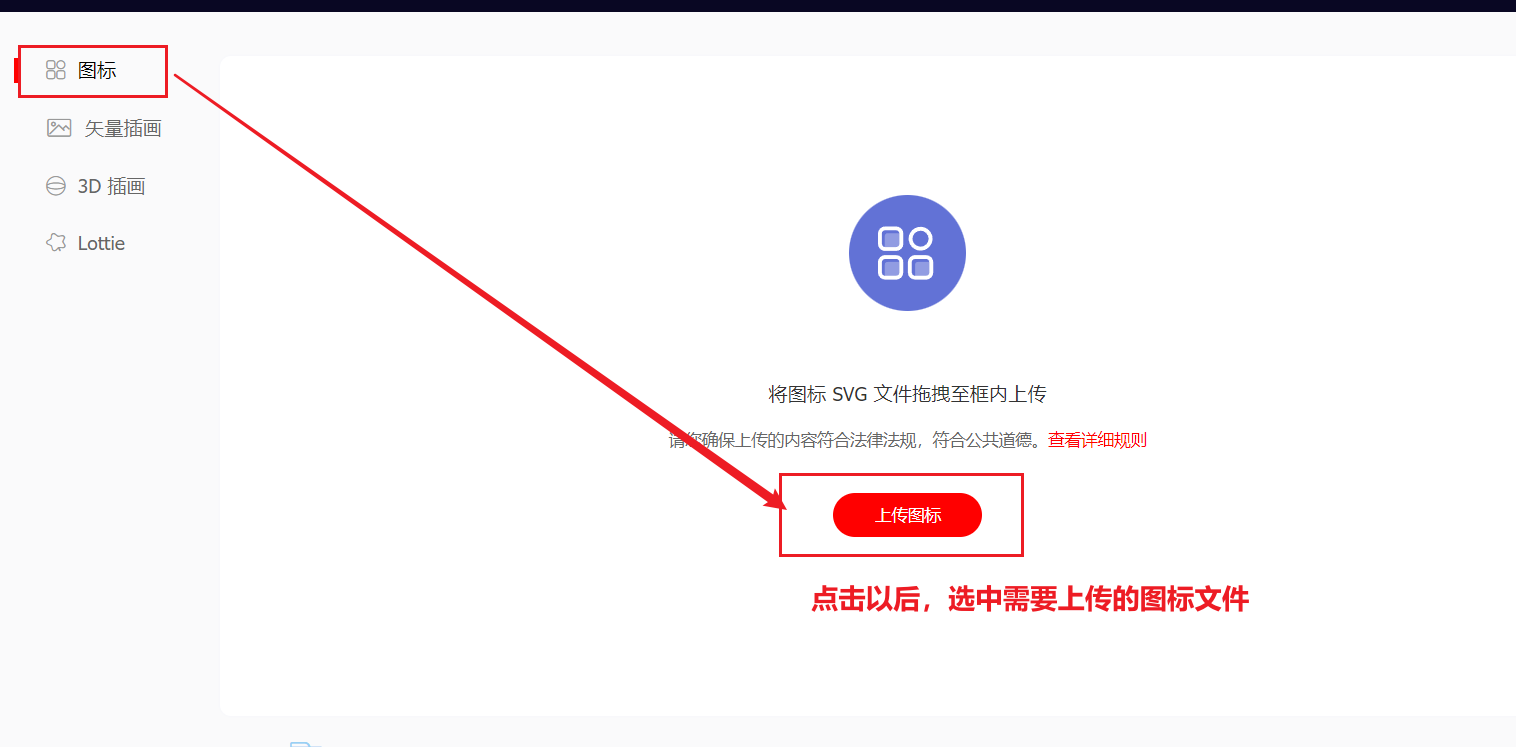 图标
矢量插画
3D 插画
Lottie
将图标 SVG 文件拖拽至框内上传
请您确保上传的内容符合法律法规，符合公共道德。查看详细规则
上传图标
点击以后，选中需要上传的图标文件